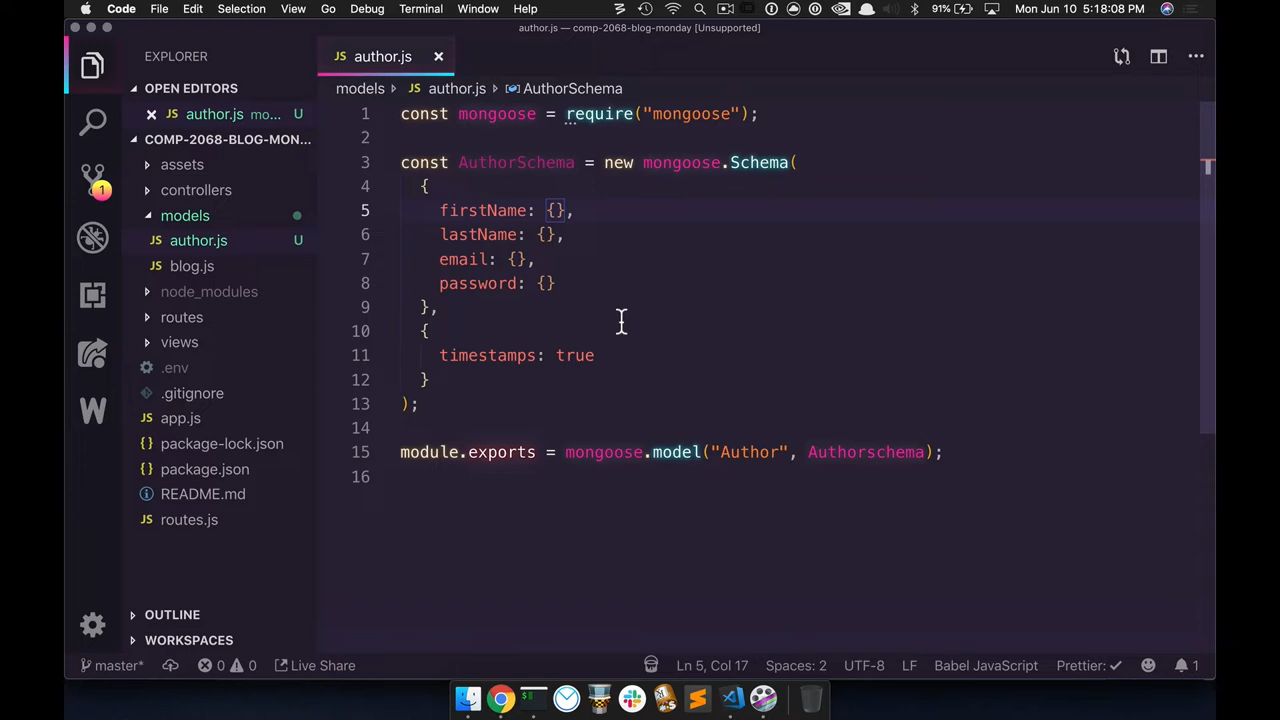 Code File Edit Selection View Go Debug Terminal Window Help 91% Mon Jun 10 5:18:08 PM
author.js — comp-2068-blog-monday [Unsupported]
EXPLORER
JS author.js
OPEN EDITORS
JS author.js mo... U
COMP-2068-BLOG-MON...
assets
controllers
models
JS author.js U
JS blog.js
node_modules
routes
views
.env
.gitignore
JS app.js
{} package-lock.json
{} package.json
README.md
JS routes.js
OUTLINE
WORKSPACES
1
models JS author.js AuthorSchema
1 const mongoose = require("mongoose");
2
3 const AuthorSchema = new mongoose.Schema(
4 {
5 firstName: {},
6 lastName: {},
7 email: {},
8 password: {}
9 },
10 {
11 timestamps: true
12 }
13 );
14
15 module.exports = mongoose.model("Author", Authorschema);
16
master* 0 0 Live Share Ln 5, Col 17 Spaces: 2 UTF-8 LF Babel JavaScript Prettier: ✓ 1